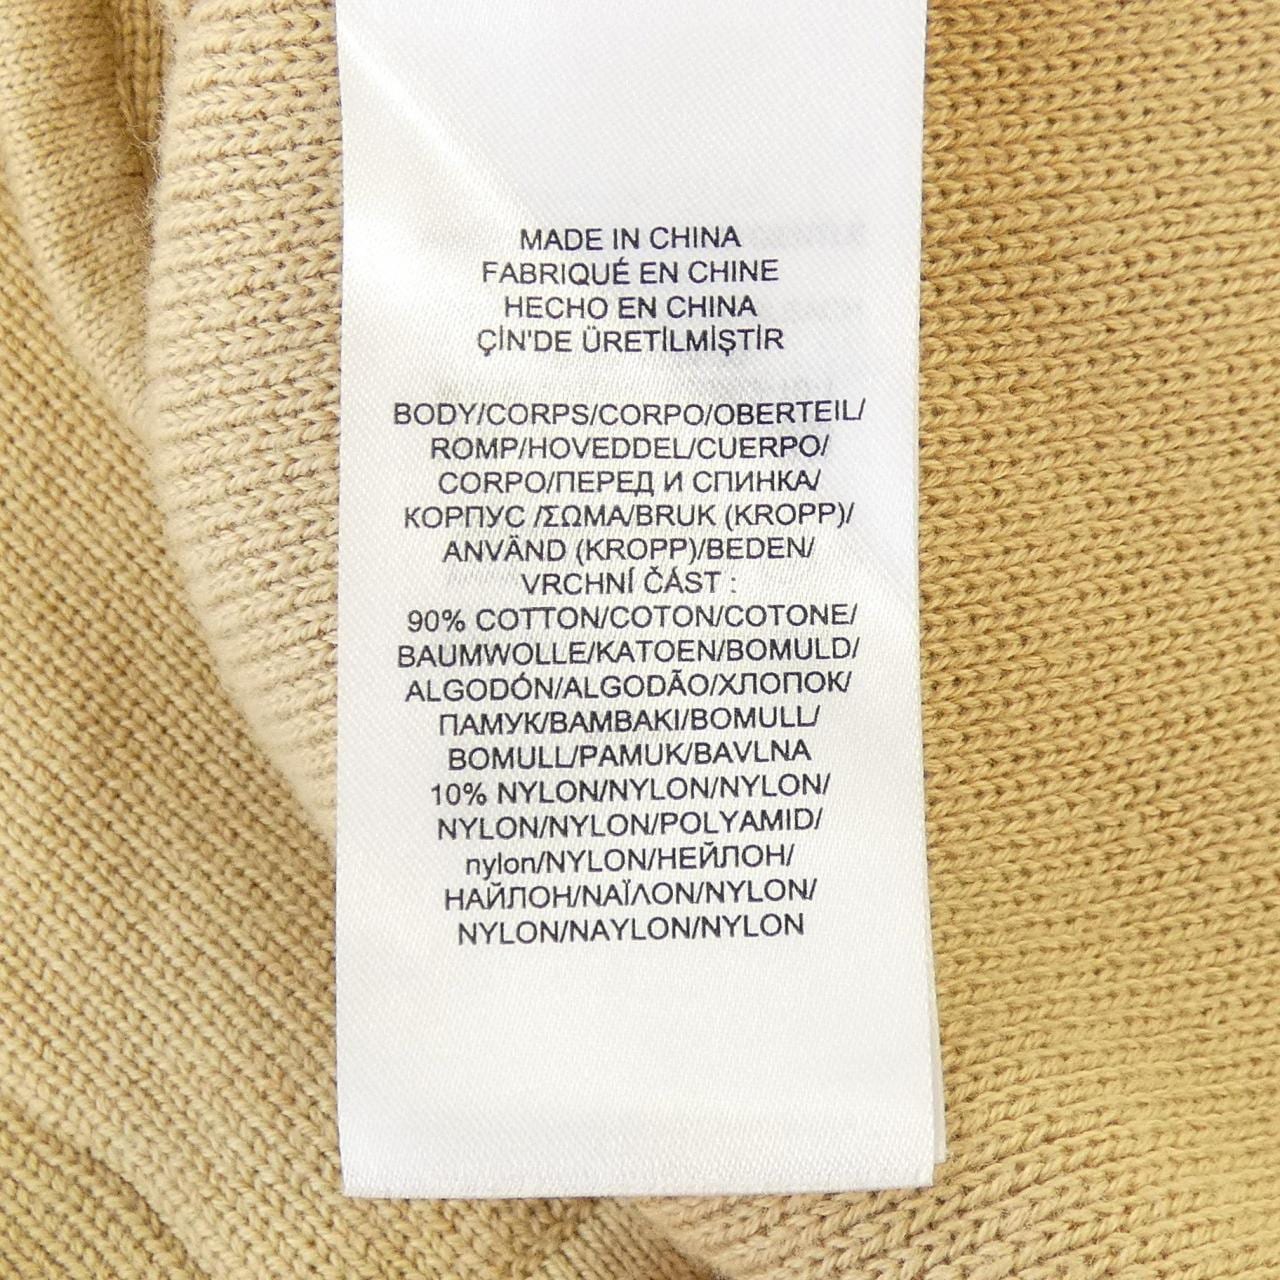 MADE IN CHINA
FABRIQUÉ EN CHINE
HECHO EN CHINA
ÇİN'DE ÜRETİLMİŞTİR
BODY/CORPS/CORPO/OBERTEIL/
ROMP/HOVEDDEL/CUERPO/
CORPO/ПЕРЕД И СПИНКА/
КОРПУС /ΣΩΜΑ/BRUK (KROPP)/
ANVÄND (KROPP)/BEDEN/
VRCHNÍ ČÁST :
90% COTTON/COTON/COTONE/
BAUMWOLLE/KATOEN/BOMULD/
ALGODÓN/ALGODÃO/ХЛОПОК/
ПАМУК/ΒΑΜΒΑΚΙ/BOMULL/
BOMULL/PAMUK/BAVLNA
10% NYLON/NYLON/NYLON/
NYLON/NYLON/POLYAMID/
nylon/NYLON/НЕЙЛОН/
НАЙЛОН/ΝΑΪΛΟΝ/NYLON/
NYLON/NAYLON/NYLON